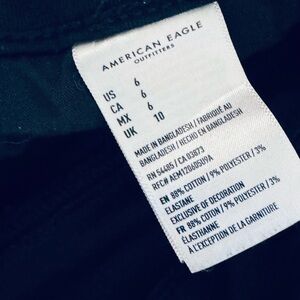 AMERICAN EAGLE
OUTFITTERS
US 6
CA 6
MX 6
UK 10
MADE IN BANGLADESH / FABRIQUÉ AU
BANGLADESH / HECHO EN BANGLADESH
RN 54485 / CA 03873
RFC# AEM1206DSU9A
EN 88% COTTON / 9% POLYESTER / 3%
ELASTANE
EXCLUSIVE OF DECORATION
FR 88% COTON / 9% POLYESTER / 3%
ÉLASTHANNE
À L'EXCEPTION DE LA GARNITURE